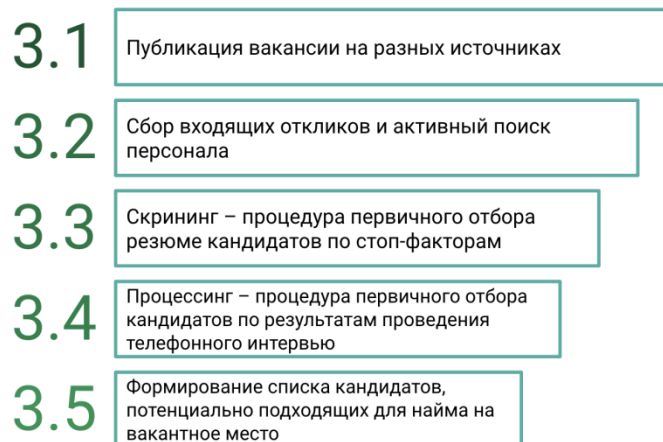 3.1
Публикация вакансии на разных источниках
3.2
Сбор входящих откликов и активный поиск
персонала
3.3
Скрининг – процедура первичного отбора
резюме кандидатов по стоп-факторам
3.4
Процессинг – процедура первичного отбора
кандидатов по результатам проведения
телефонного интервью
3.5
Формирование списка кандидатов,
потенциально подходящих для найма на
вакантное место